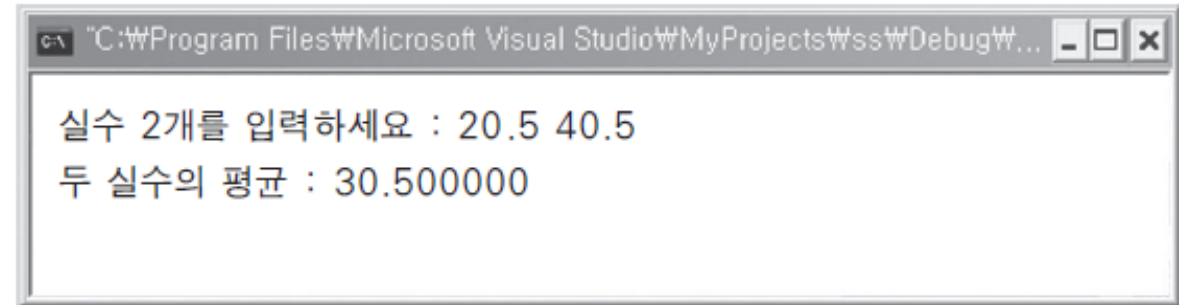 "C:₩Program Files₩Microsoft Visual Studio₩MyProjects₩ss₩Debug₩...
실수 2개를 입력하세요 : 20.5 40.5
두 실수의 평균 : 30.500000